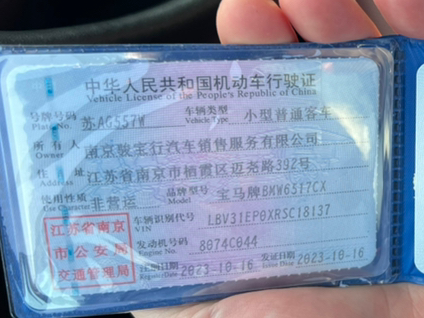 中华人民共和国机动车行驶证
Vehicle License of the People's Republic of China
号牌号码 苏AG557W 车辆类型 小型普通客车
Plate No. Vehicle Type
所有人 南京骏宝行汽车销售服务有限公司
Owner
住址 江苏省南京市栖霞区迈尧路392号
Address
使用性质 非营运 品牌型号 宝马牌BMW6517CX
Use Character Model
江苏省南京市公安局交通管理局
车辆识别代号 LBV31EP0XRSC18137
VIN
发动机号码 8074C044
Engine No.
注册日期 2023-10-16 发证日期 2023-10-16
Register Date Issue Date